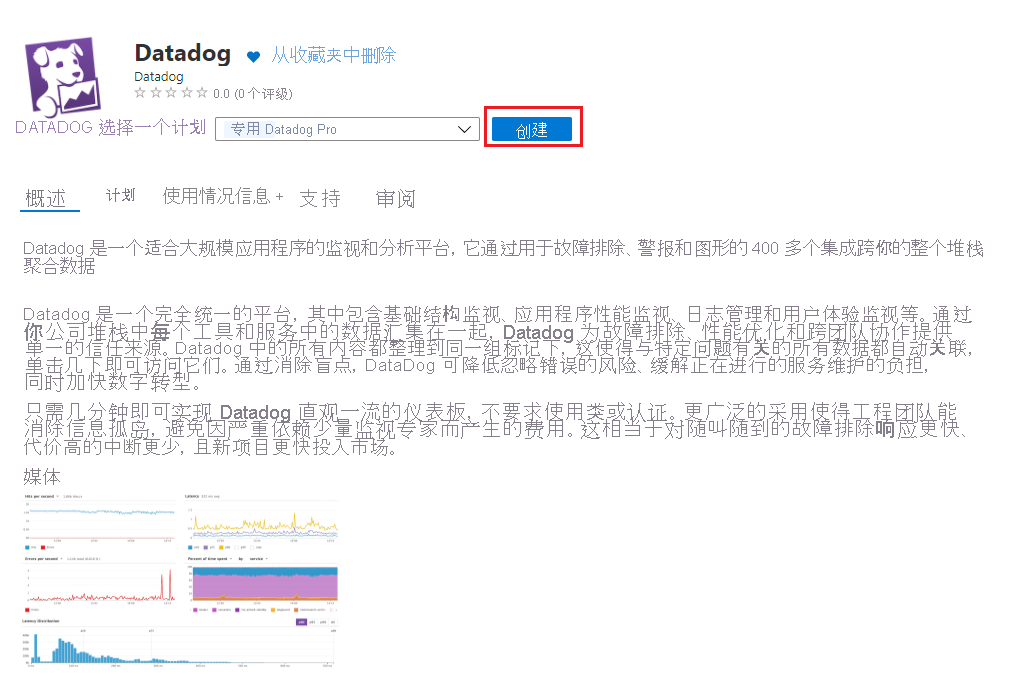 Datadog
从收藏夹中删除
Datadog
0.0 (0 个评级)
DATADOG 选择一个计划
专用 Datadog Pro
创建
概述
计划
使用情况信息 +
支持
审阅
Datadog 是一个适合大规模应用程序的监视和分析平台, 它通过用于故障排除、警报和图形的 400 多个集成跨你的整个堆栈
聚合数据
Datadog 是一个完全统一的平台, 其中包含基础结构监视、应用程序性能监视、日志管理和用户体验监视等。通过
你公司堆栈中每个工具和服务中的数据汇集在一起, Datadog 为故障排除、性能优化和跨团队协作提供
单一的信任来源。Datadog 中的所有内容都整理到同一组标记下, 这使得与特定问题有关的所有数据都自动关联,
单击几下即可访问它们。通过消除盲点, DataDog 可降低忽略错误的风险、缓解正在进行的服务维护的负担,
同时加快数字转型。
只需几分钟即可实现 Datadog 直观一流的仪表板, 不要求使用类或认证。更广泛的采用使得工程团队能
消除信息孤岛, 避免因严重依赖少量监视专家而产生的费用。这相当于对随叫随到的故障排除响应更快、
代价高的中断更少, 且新项目更快投入市场。
媒体
Hits per second
Latency
Errors per second
Percent of time spent
by
service
Latency Distribution